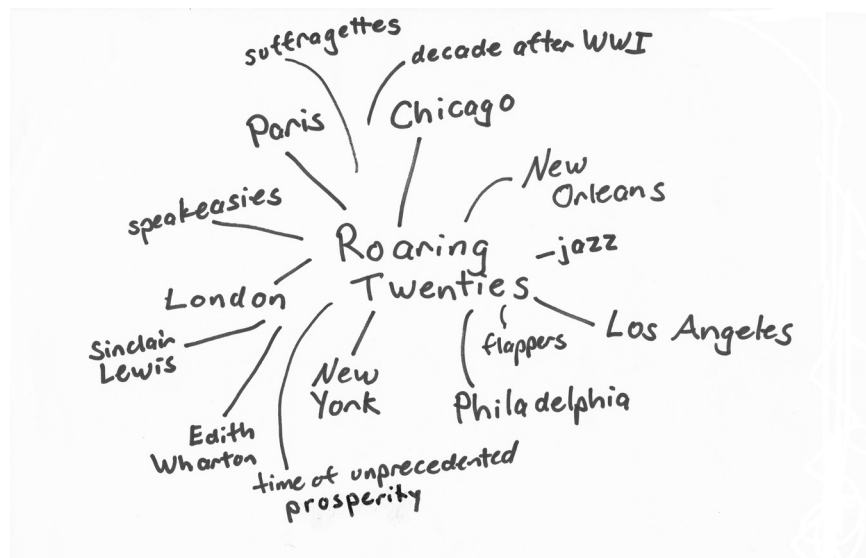 suffragettes
decade after WWI
Chicago
Paris
New
Orleans
speakeasies
Roaring
-jazz
Twenties
London
Los Angeles
Sinclair
Lewis
flappers
New
York
Philadelphia
Edith
Wharton
time of unprecedented
prosperity